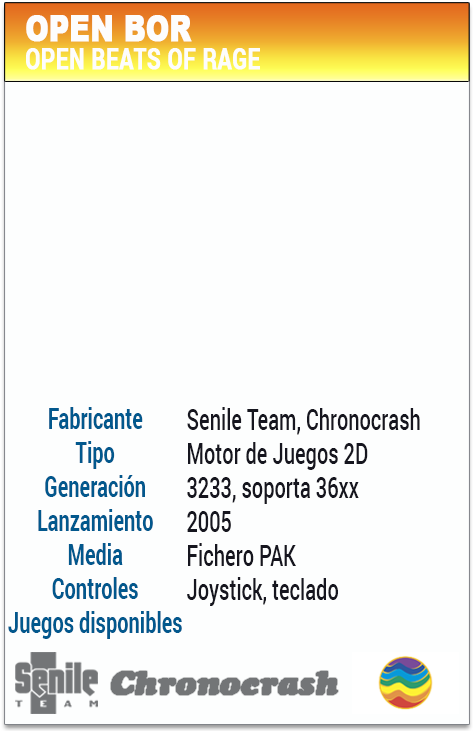 OPEN BOR
OPEN BEATS OF RAGE
Fabricante Senile Team, Chronocrash
Tipo Motor de Juegos 2D
Generación 3233, soporta 36xx
Lanzamiento 2005
Media Fichero PAK
Controles Joystick, teclado
Juegos disponibles
Senile Chronocrash
TEAM